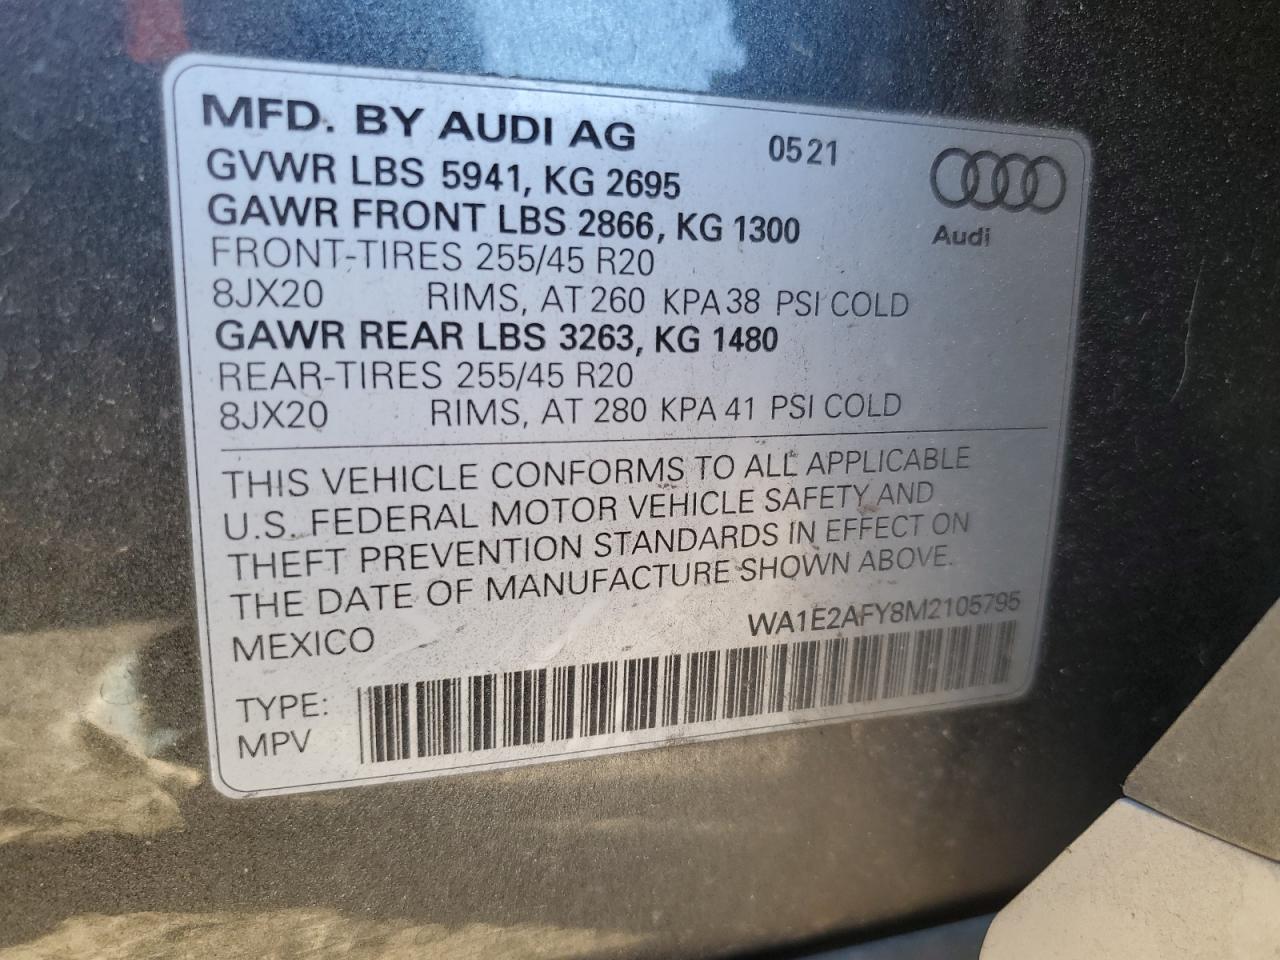 MFD. BY AUDI AG 0521
GVWR LBS 5941, KG 2695
GAWR FRONT LBS 2866, KG 1300
Audi
FRONT-TIRES 255/45 R20
8JX20 RIMS, AT 260 KPA 38 PSI COLD
GAWR REAR LBS 3263, KG 1480
REAR-TIRES 255/45 R20
8JX20 RIMS, AT 280 KPA 41 PSI COLD
THIS VEHICLE CONFORMS TO ALL APPLICABLE
U.S. FEDERAL MOTOR VEHICLE SAFETY AND
THEFT PREVENTION STANDARDS IN EFFECT ON
THE DATE OF MANUFACTURE SHOWN ABOVE.
MEXICO WA1E2AFY8M2105795
TYPE:
MPV